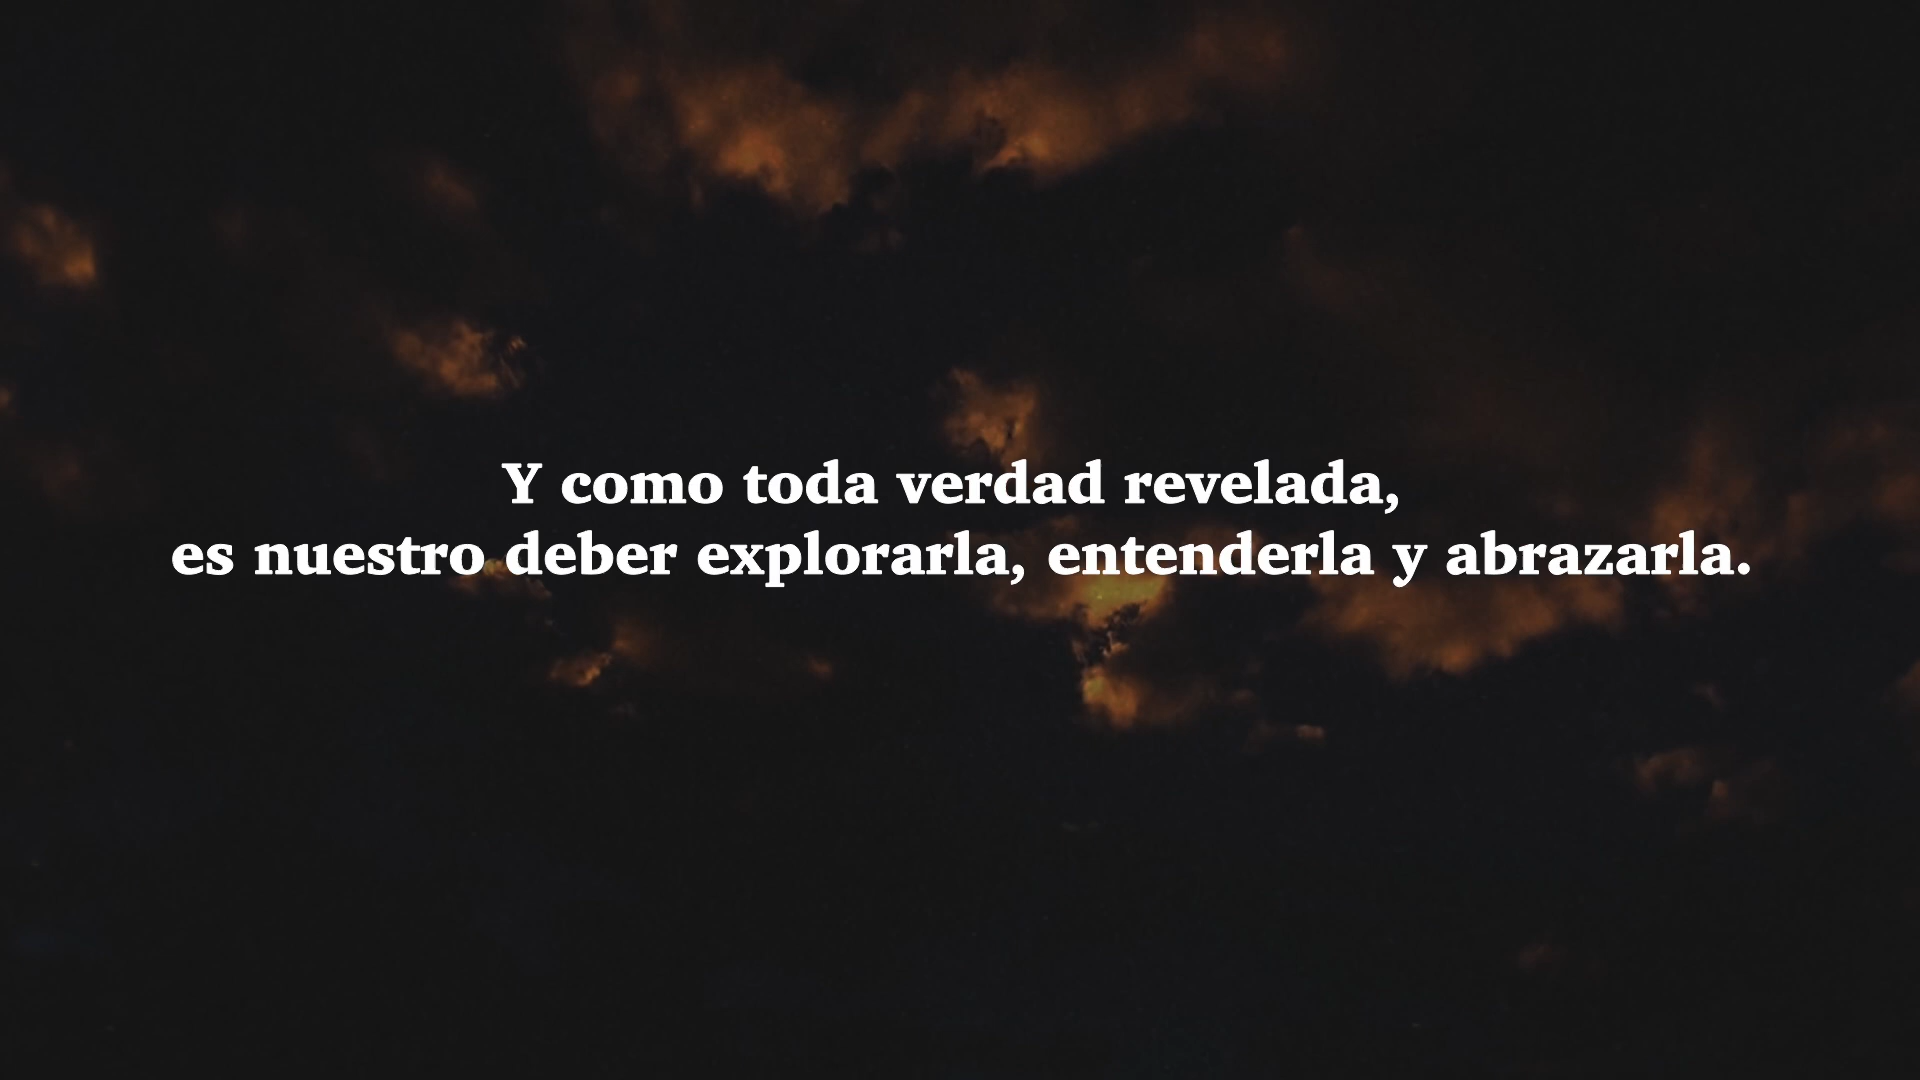 Y como toda verdad revelada,
es nuestro deber explorarla, entenderla y abrazarla.